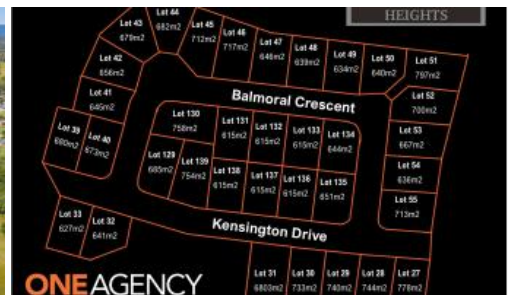 HEIGHTS
Lot 43
679m2
Lot 44
682m2
Lot 45
712m2
Lot 46
717m2
Lot 47
646m2
Lot 48
639m2
Lot 49
634m2
Lot 50
640m2
Lot 51
797m2
Lot 42
656m2
Lot 41
645m2
Lot 52
700m2
Balmoral Crescent
Lot 39
680m2
Lot 40
673m2
Lot 130
758m2
Lot 131
615m2
Lot 132
615m2
Lot 133
615m2
Lot 134
644m2
Lot 53
667m2
Lot 129
685m2
Lot 139
754m2
Lot 138
615m2
Lot 137
615m2
Lot 136
615m2
Lot 135
651m2
Lot 54
636m2
Lot 55
713m2
Lot 33
627m2
Lot 32
641m2
Kensington Drive
Lot 31
6803m2
Lot 30
733m2
Lot 29
740m2
Lot 28
744m2
Lot 27
778m2
ONEAGENCY